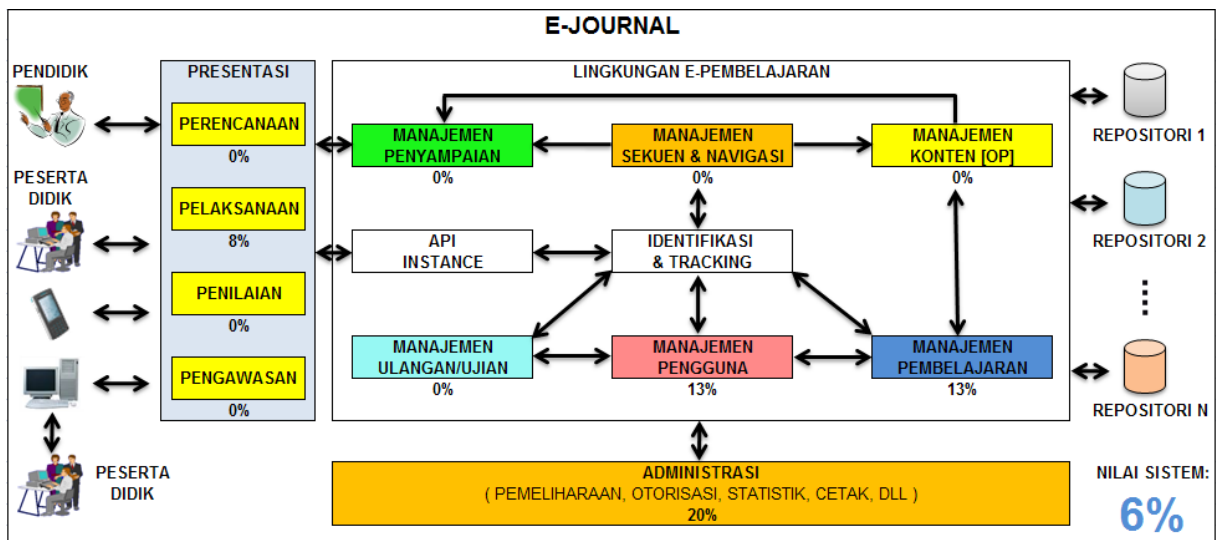 E-JOURNAL
PENDIDIK
PRESENTASI
PERENCANAAN
0%
PESERTA
DIDIK
PELAKSANAAN
8%
PENILAIAN
0%
PENGAWASAN
0%
PESERTA
DIDIK
LINGKUNGAN E-PEMBELAJARAN
MANAJEMEN
PENYAMPAIAN
0%
MANAJEMEN
SEKUEN & NAVIGASI
0%
MANAJEMEN
KONTEN [OP]
0%
API
INSTANCE
IDENTIFIKASI
& TRACKING
MANAJEMEN
ULANGAN/UJIAN
0%
MANAJEMEN
PENGGUNA
13%
MANAJEMEN
PEMBELAJARAN
13%
REPOSITORI 1
REPOSITORI 2
REPOSITORI N
ADMINISTRASI
( PEMELIHARAAN, OTORISASI, STATISTIK, CETAK, DLL )
20%
NILAI SISTEM:
6%